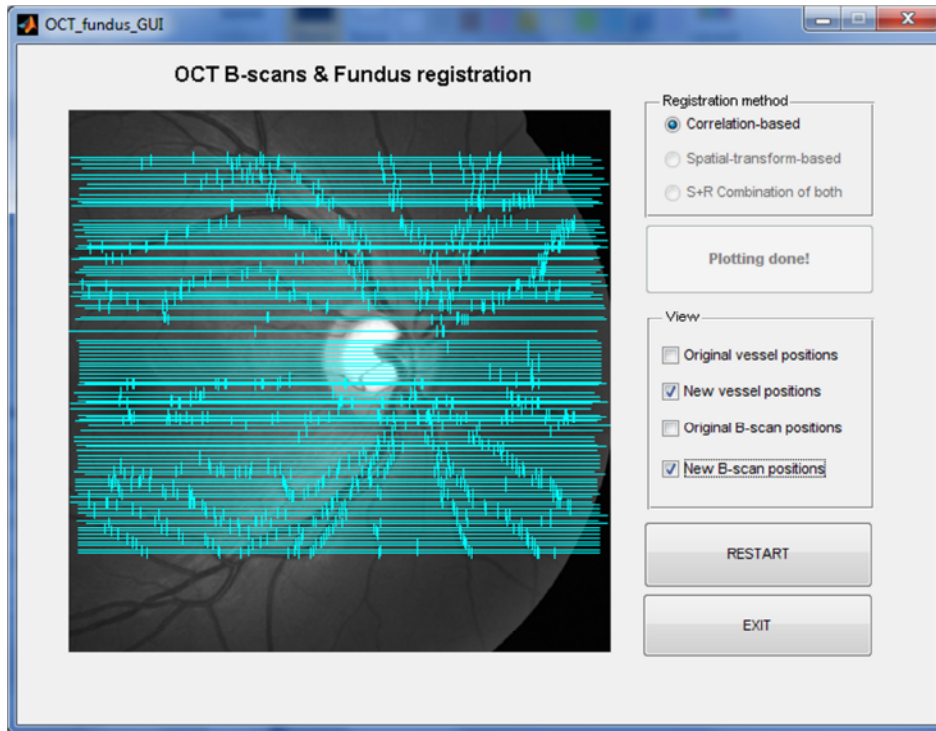 OCT_fundus_GUI
OCT B-scans & Fundus registration
Registration method
Correlation-based
Spatial-transform-based
S+R Combination of both
Plotting done!
View
Original vessel positions
New vessel positions
Original B-scan positions
New B-scan positions
RESTART
EXIT